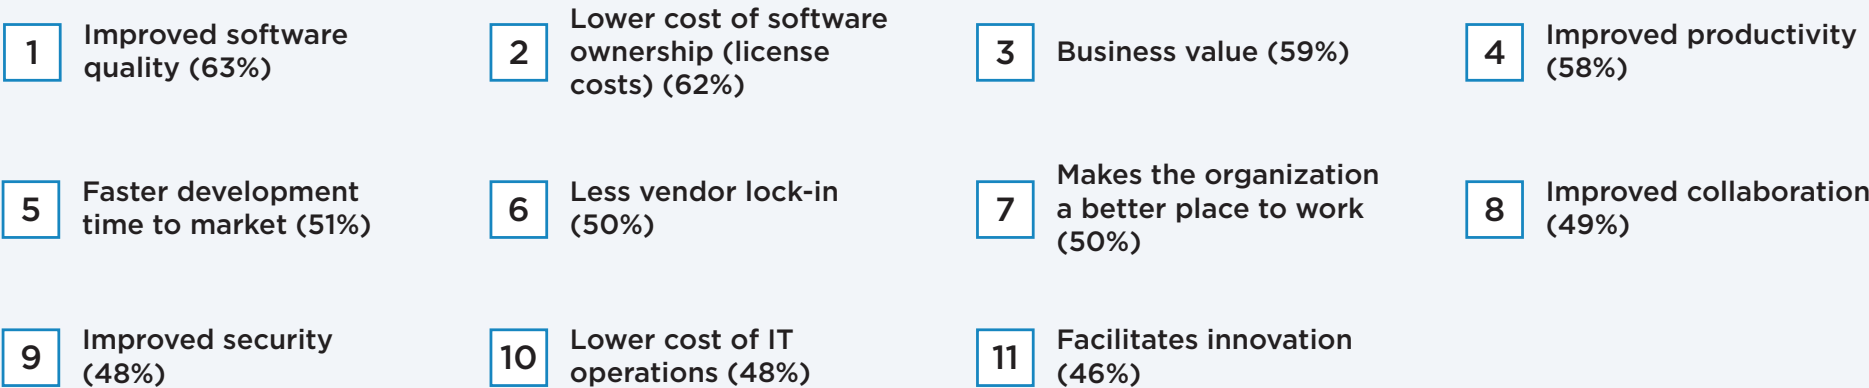 1
Improved software
quality (63%)
2
Lower cost of software
ownership (license
costs) (62%)
3
Business value (59%)
4
Improved productivity
(58%)
5
Faster development
time to market (51%)
6
Less vendor lock-in
(50%)
7
Makes the organization
a better place to work
(50%)
8
Improved collaboration
(49%)
9
Improved security
(48%)
10
Lower cost of IT
operations (48%)
11
Facilitates innovation
(46%)